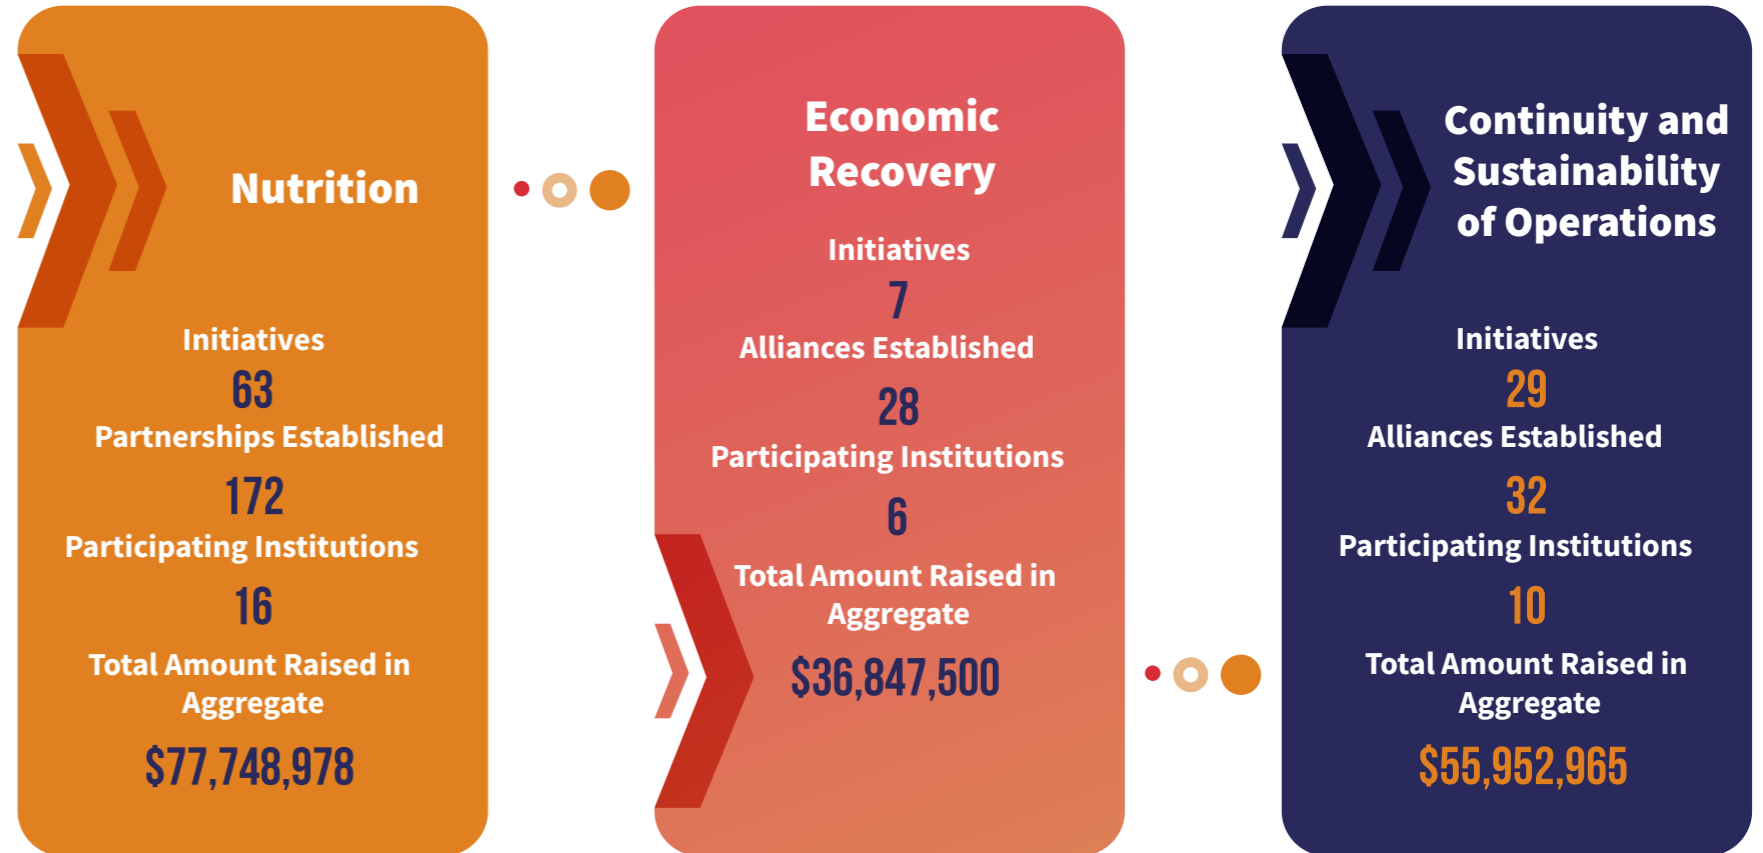 Nutrition
Initiatives
63
Partnerships Established
172
Participating Institutions
16
Total Amount Raised in
Aggregate
$77,748,978
Economic
Recovery
Initiatives
7
Alliances Established
28
Participating Institutions
6
Total Amount Raised in
Aggregate
$36,847,500
Continuity and
Sustainability
of Operations
Initiatives
29
Alliances Established
32
Participating Institutions
10
Total Amount Raised in
Aggregate
$55,952,965